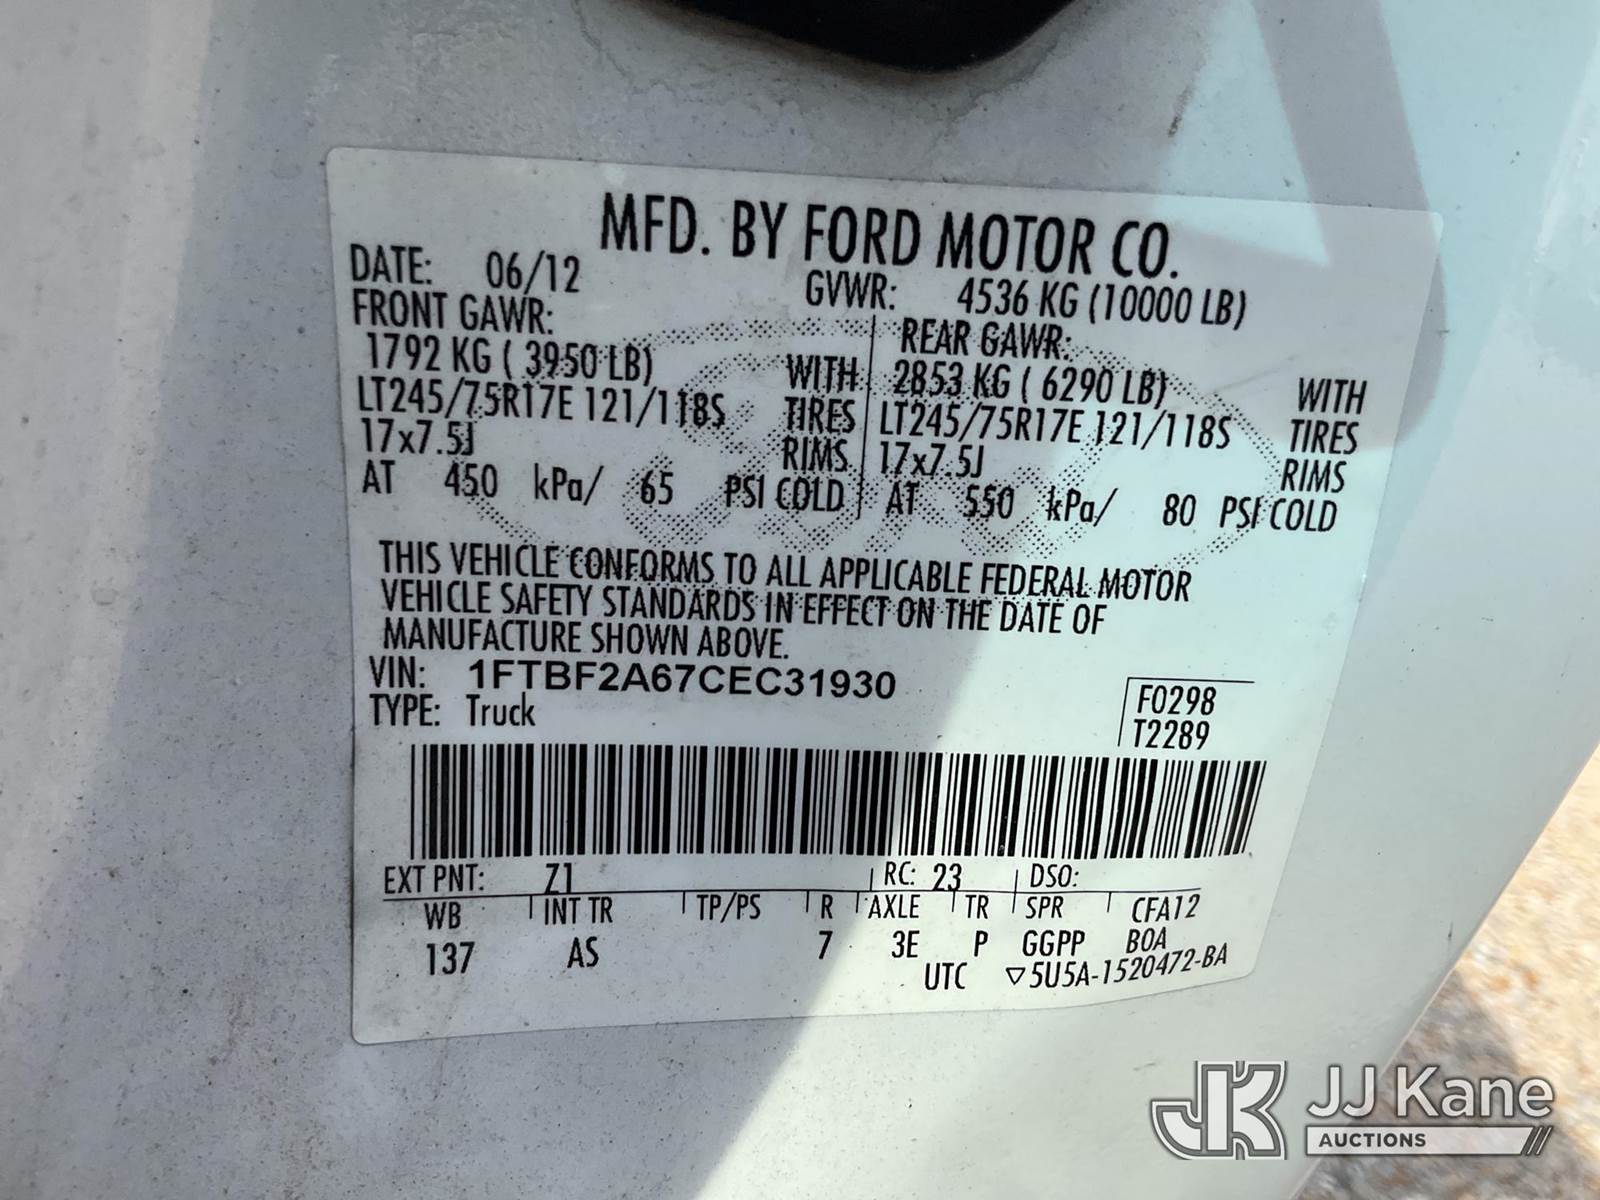 MFD. BY FORD MOTOR CO.
DATE: 06/12 GVWR: 4536 KG (10000 LB)
FRONT GAWR: REAR GAWR:
1792 KG ( 3950 LB) WITH 2853 KG ( 6290 LB) WITH
LT245/75R17E 121/118S TIRES LT245/75R17E 121/118S TIRES
17x7.5J RIMS 17x7.5J RIMS
AT 450 kPa/ 65 PSI COLD AT 550 kPa/ 80 PSI COLD
THIS VEHICLE CONFORMS TO ALL APPLICABLE FEDERAL MOTOR
VEHICLE SAFETY STANDARDS IN EFFECT ON THE DATE OF
MANUFACTURE SHOWN ABOVE.
VIN: 1FTBF2A67CEC31930
TYPE: Truck
F0298
T2289
EXT PNT: Z1 RC: 23 DSO:
WB INT TR TP/PS R AXLE TR SPR CFA12
137 AS 7 3E P GGPP BOA
UTC ▽5U5A-1520472-BA
JK JJ Kane
AUCTIONS